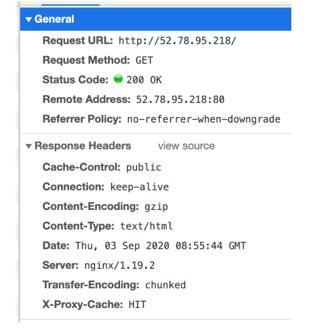 General
Request URL: http://52.78.95.218/
Request Method: GET
Status Code: 200 OK
Remote Address: 52.78.95.218:80
Referrer Policy: no-referrer-when-downgrade
Response Headers view source
Cache-Control: public
Connection: keep-alive
Content-Encoding: gzip
Content-Type: text/html
Date: Thu, 03 Sep 2020 08:55:44 GMT
Server: nginx/1.19.2
Transfer-Encoding: chunked
X-Proxy-Cache: HIT